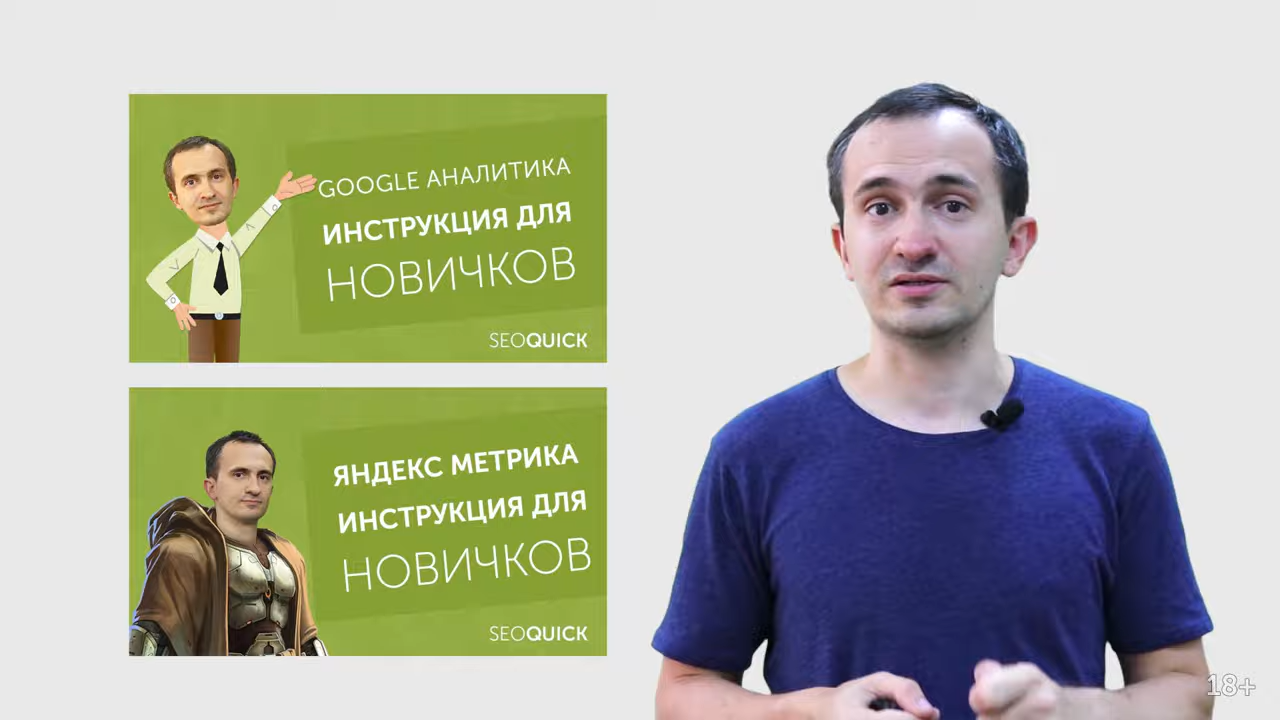 GOOGLE АНАЛИТИКА
ИНСТРУКЦИЯ ДЛЯ
НОВИЧКОВ
SEOQUICK
ЯНДЕКС МЕТРИКА
ИНСТРУКЦИЯ ДЛЯ
НОВИЧКОВ
SEOQUICK
18+